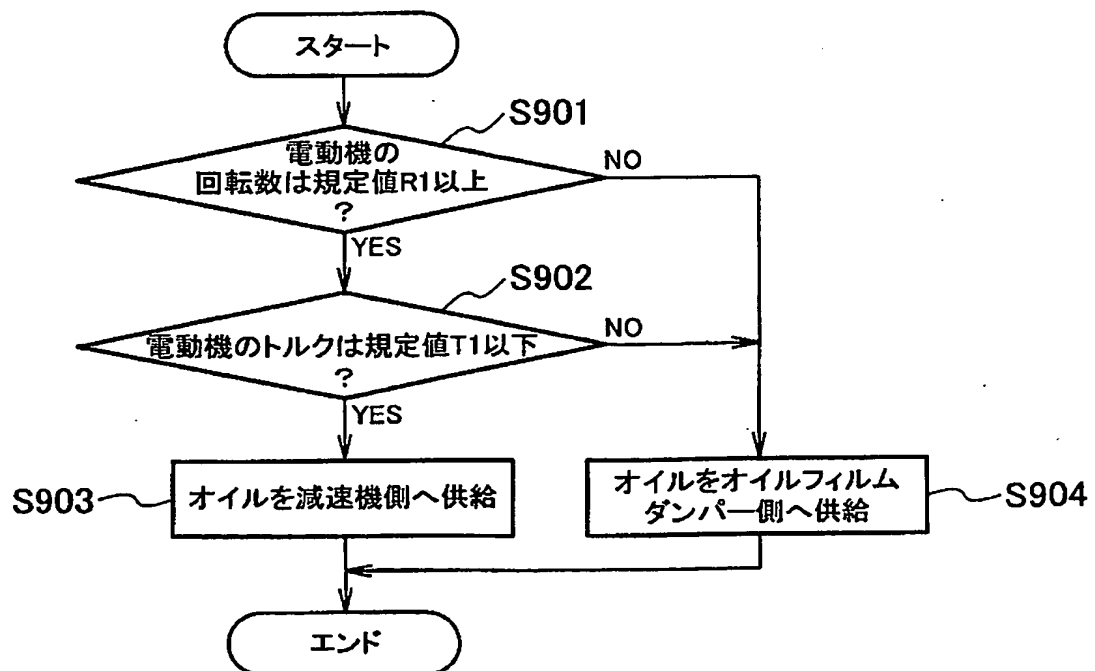 スタート
S901
電動機の
回転数は規定値R1以上
?
NO
YES
S902
電動機のトルクは規定値T1以下
?
NO
YES
S903
オイルを減速機側へ供給
オイルをオイルフィルム
ダンパー側へ供給
S904
エンド